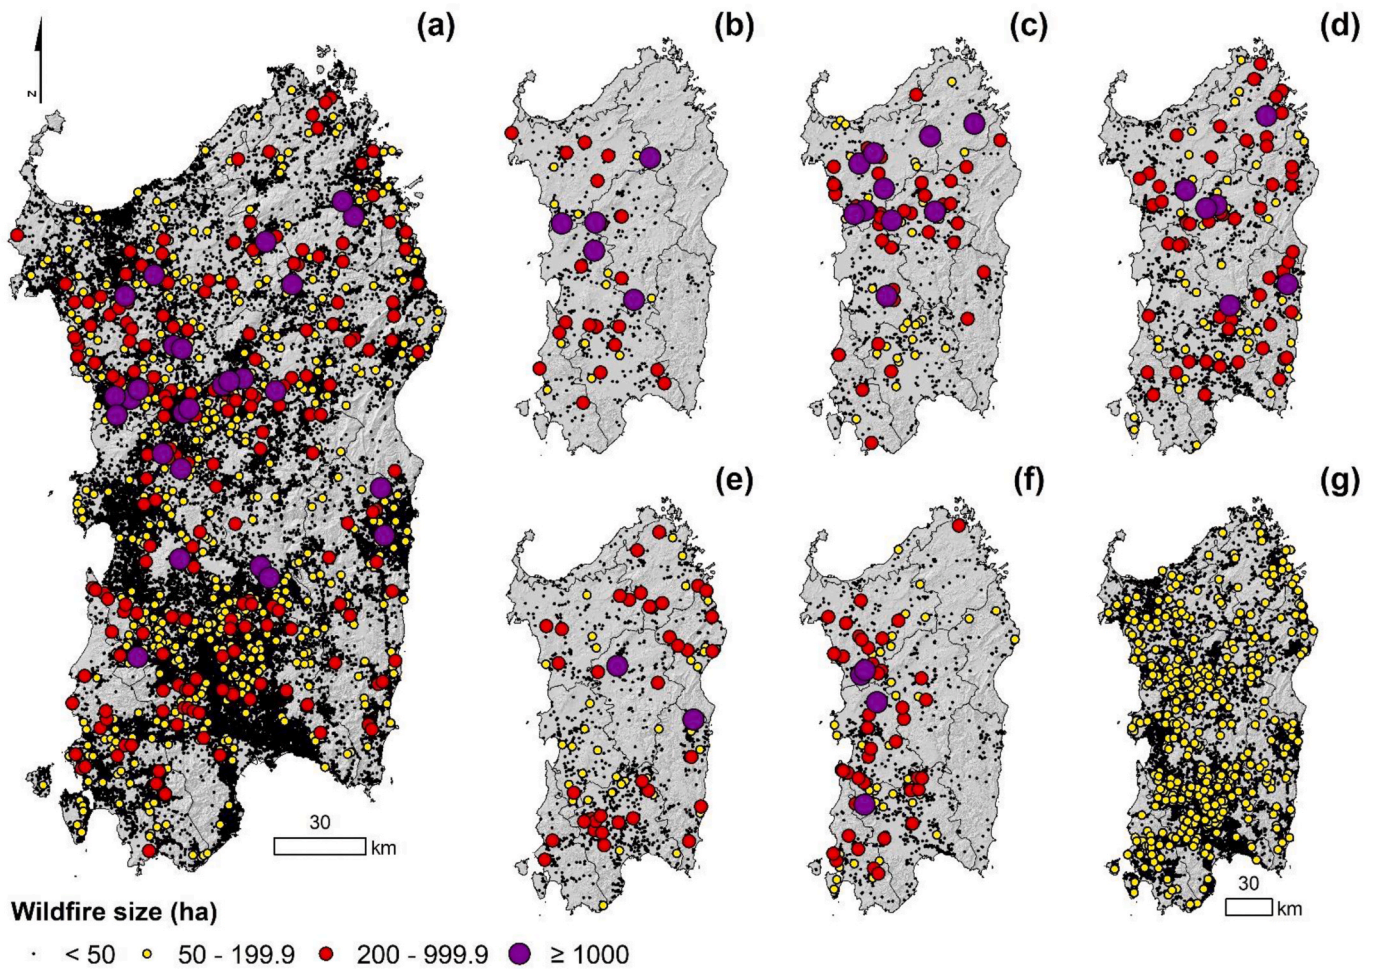 (a)
(b)
(c)
(d)
z
(e)
(f)
(g)
30
km
30
km
Wildfire size (ha)
< 50
50 - 199.9
200 - 999.9
≥ 1000